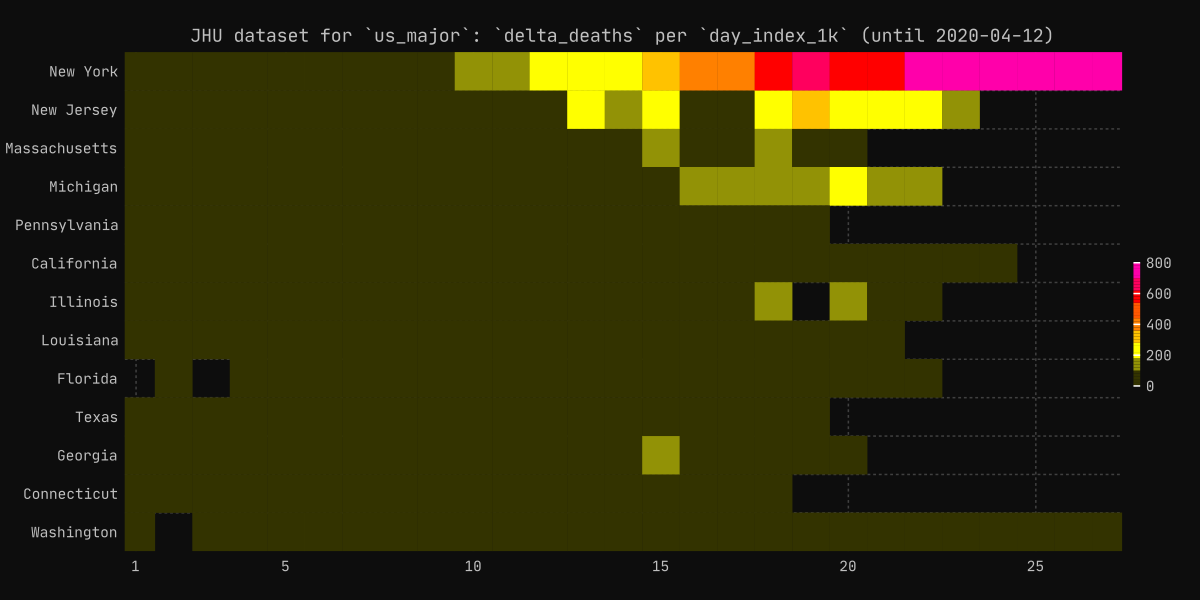 JHU dataset for `us_major`: `delta_deaths` per `day_index_1k` (until 2020-04-12)
New York
New Jersey
Massachusetts
Michigan
Pennsylvania
California
Illinois
Louisiana
Florida
Texas
Georgia
Connecticut
Washington
1 5 10 15 20 25
800
600
400
200
0